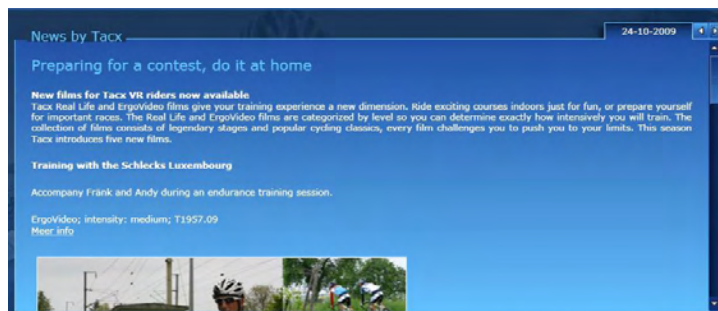 News by Tacx
24-10-2009
Preparing for a contest, do it at home
New films for Tacx VR riders now available
Tacx Real Life and ErgoVideo films give your training experience a new dimension. Ride exciting courses indoors just for fun, or prepare yourself
for important races. The Real Life and ErgoVideo films are categorized by level so you can determine exactly how intensively you will train. The
collection of films consists of legendary stages and popular cycling classics, every film challenges you to push you to your limits. This season
Tacx introduces five new films.
Training with the Schlecks Luxembourg
Accompany Fränk and Andy during an endurance training session.
ErgoVideo; intensity: medium; T1957.09
Meer info